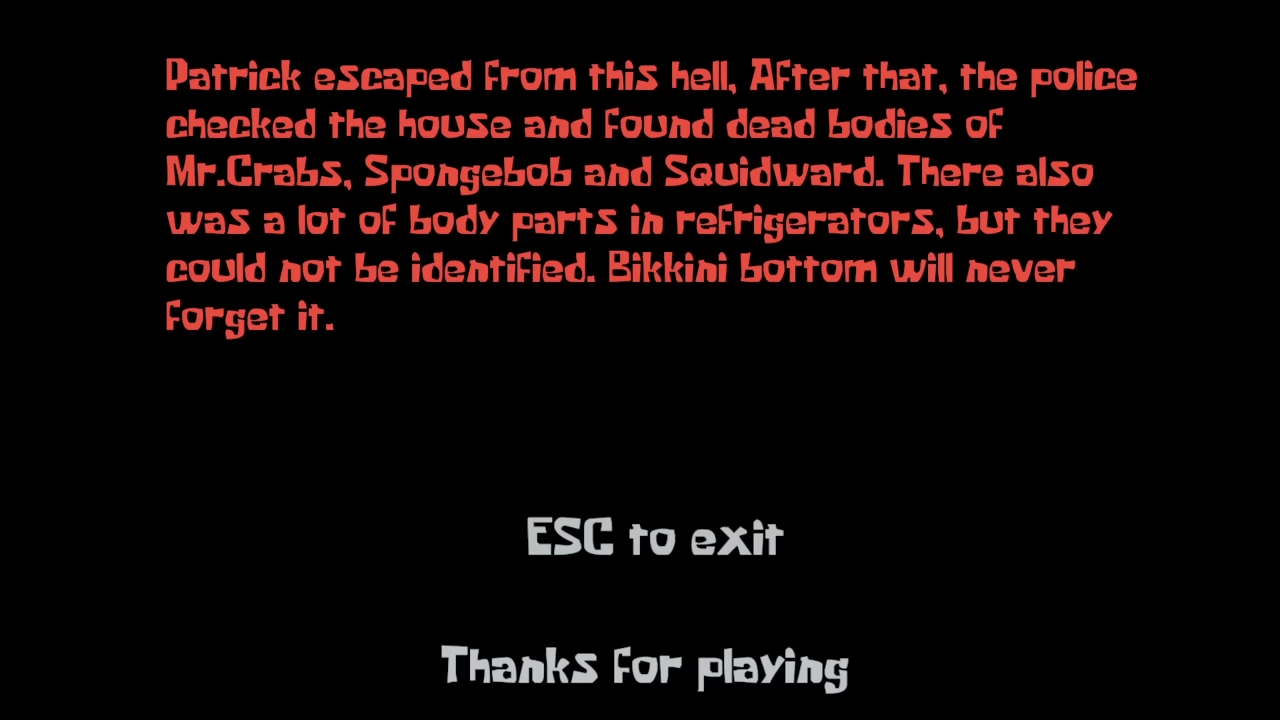 Patrick escaped from this hell, After that, the police
checked the house and found dead bodies of
Mr.Crabs, Spongebob and Squidward. There also
was a lot of body parts in refrigerators, but they
could not be identified. Bikkini bottom will never
forget it.
ESC to exit
Thanks for playing